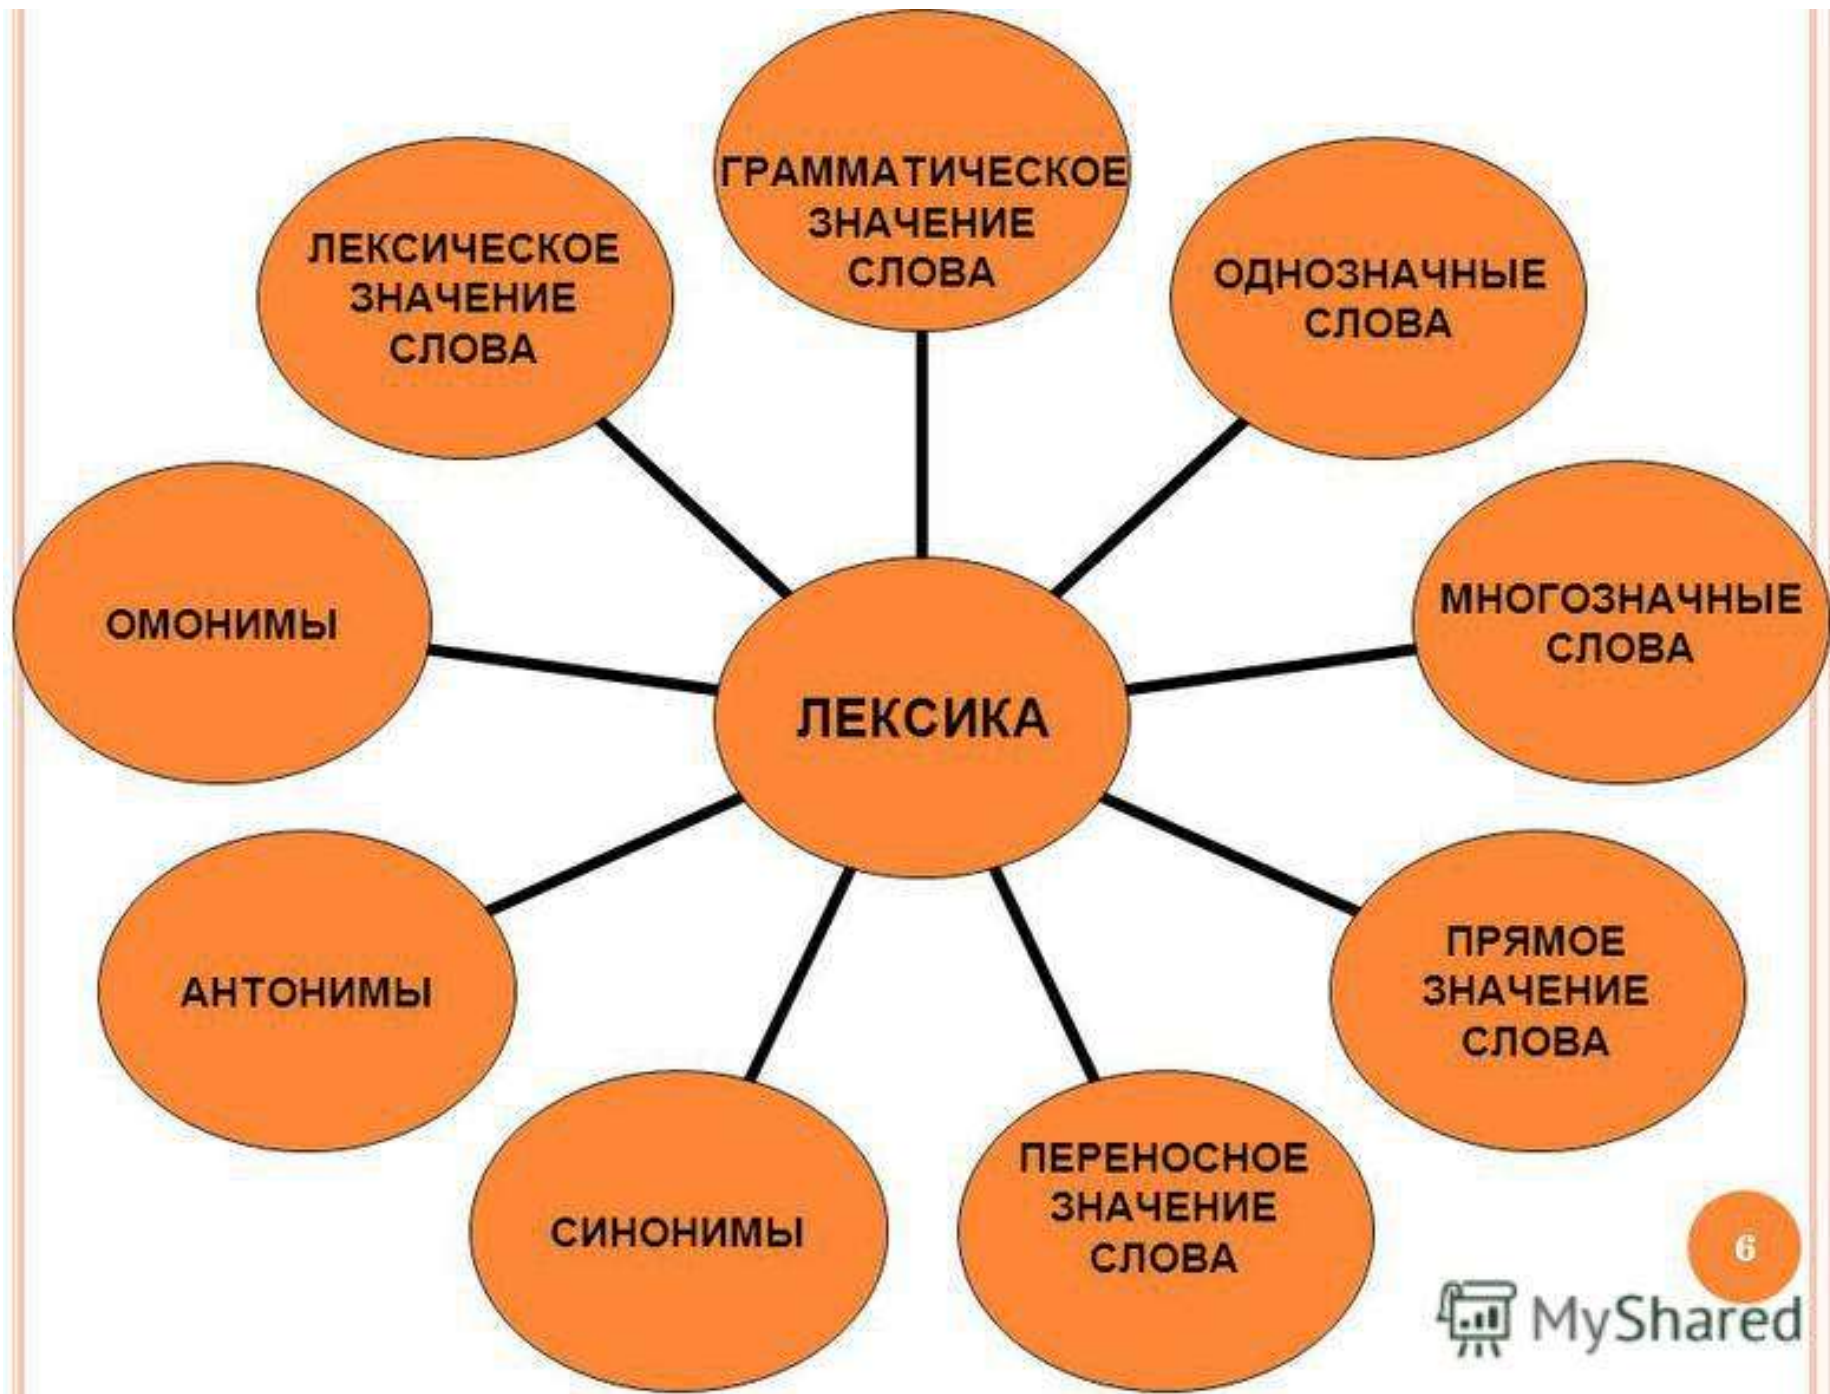 ГРАММАТИЧЕСКОЕ
ЗНАЧЕНИЕ
СЛОВА
ЛЕКСИЧЕСКОЕ
ЗНАЧЕНИЕ
СЛОВА
ОДНОЗНАЧНЫЕ
СЛОВА
ОМОНИМЫ
МНОГОЗНАЧНЫЕ
СЛОВА
ЛЕКСИКА
АНТОНИМЫ
ПРЯМОЕ
ЗНАЧЕНИЕ
СЛОВА
СИНОНИМЫ
ПЕРЕНОСНОЕ
ЗНАЧЕНИЕ
СЛОВА
6
MyShared